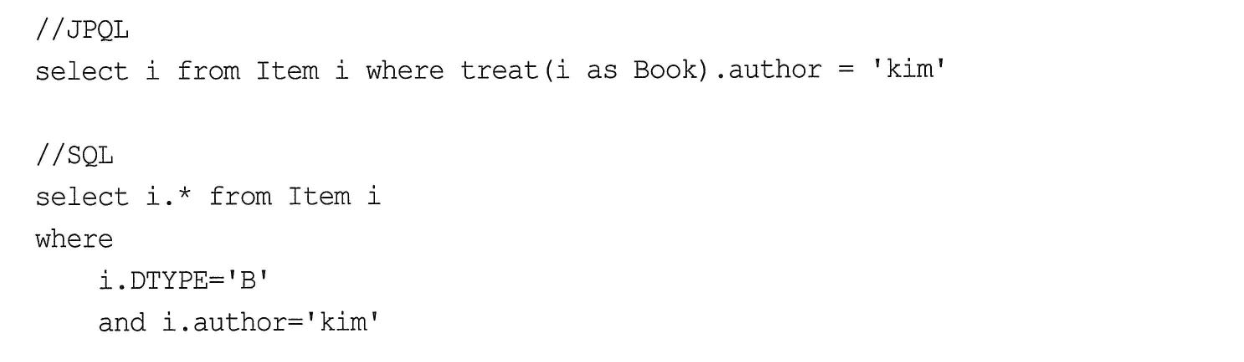 //JPQL
select i from Item i where treat(i as Book).author = 'kim'
//SQL
select i.* from Item i
where
i.DTYPE='B'
and i.author='kim'